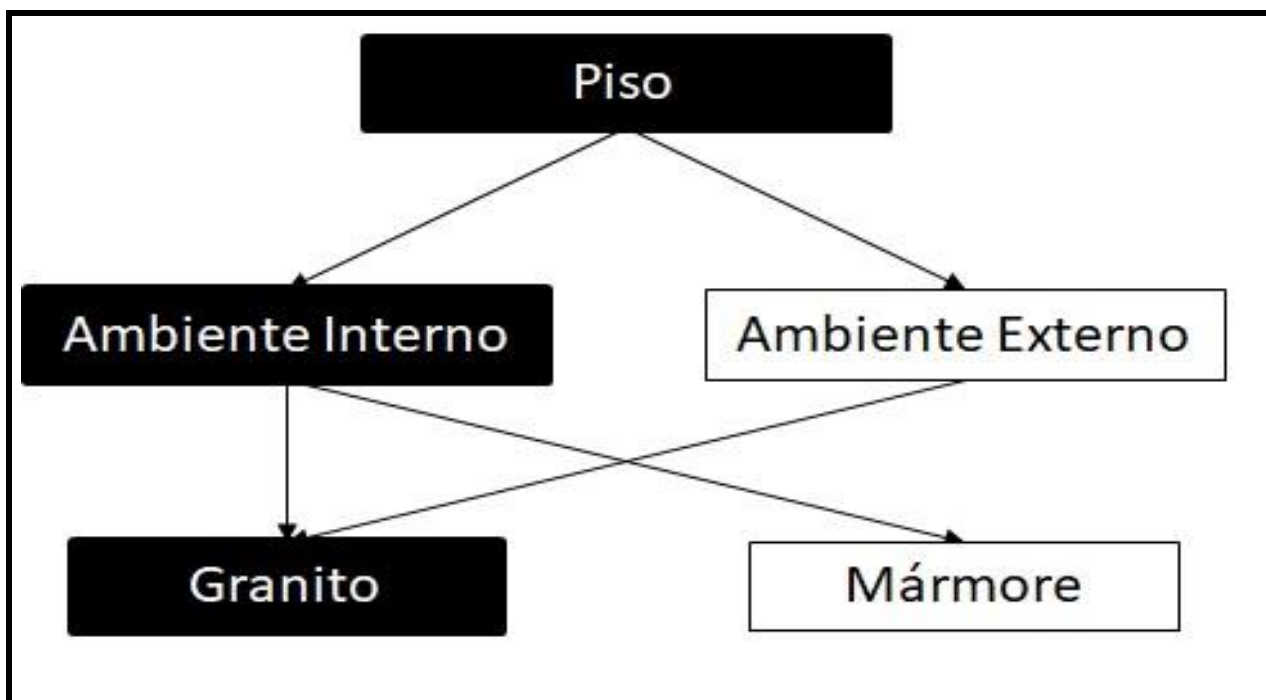 Piso
Ambiente Interno
Ambiente Externo
Granito
Mármore